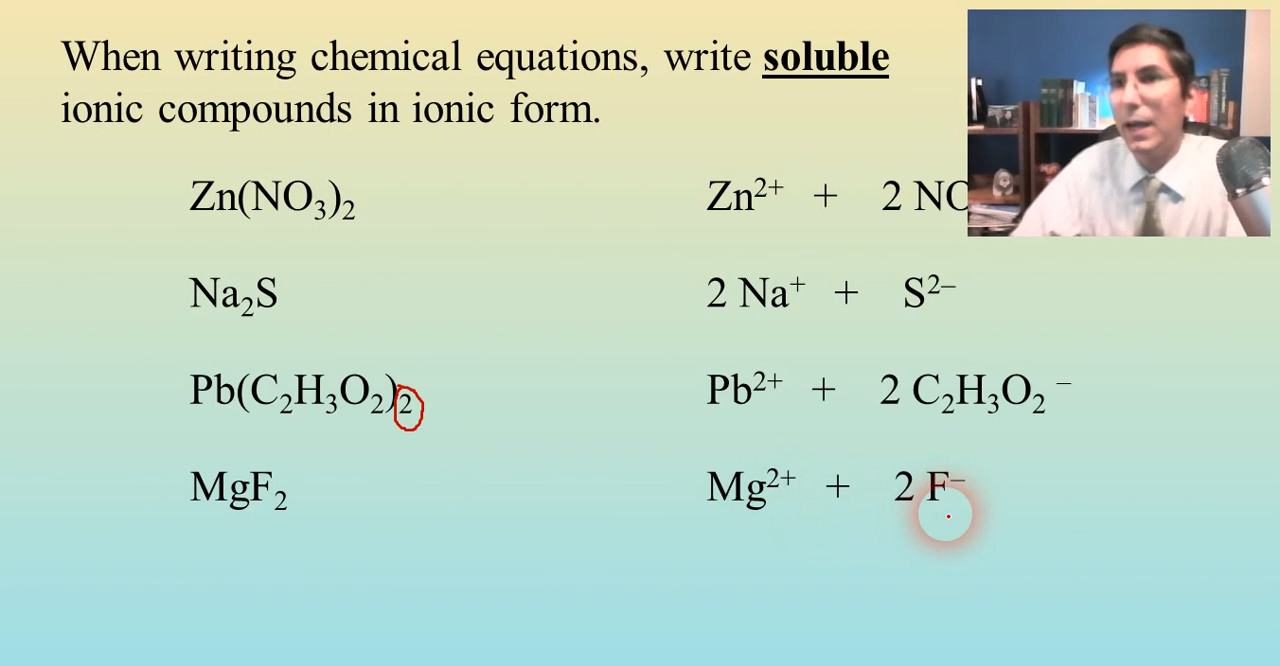 When writing chemical equations, write soluble
ionic compounds in ionic form.
Zn(NO₃)₂ Zn²⁺ + 2 NO
Na₂S 2 Na⁺ + S²⁻
Pb(C₂H₃O₂)₂ Pb²⁺ + 2 C₂H₃O₂⁻
MgF₂ Mg²⁺ + 2 F⁻